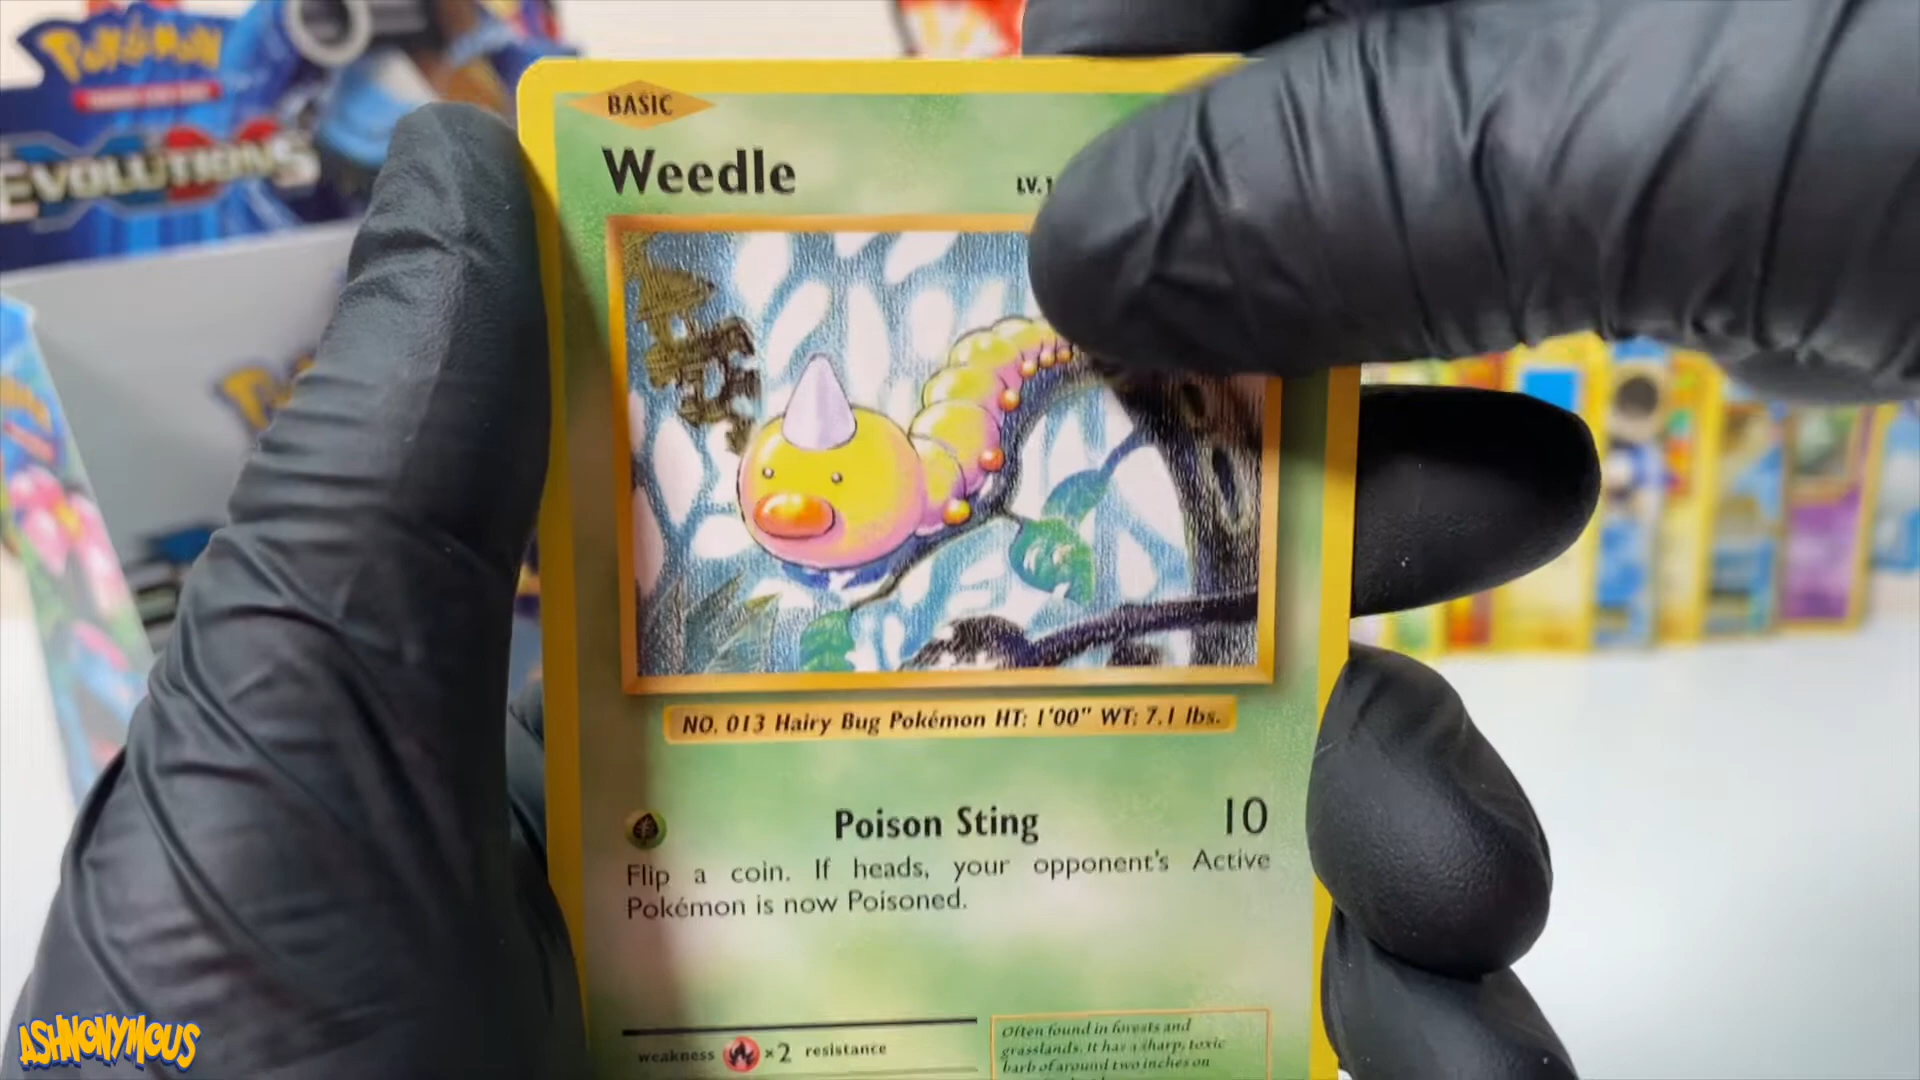 Pokémon
EVOLUTIONS
BASIC
Weedle
LV.1
NO. 013 Hairy Bug Pokémon HT: 1'00" WT: 7.1 lbs.
Poison Sting 10
Flip a coin. If heads, your opponent's Active
Pokémon is now Poisoned.
weakness ×2 resistance
Often found in forests and
grasslands. It has a sharp, toxic
barb of around two inches on
ASHNONYMOUS